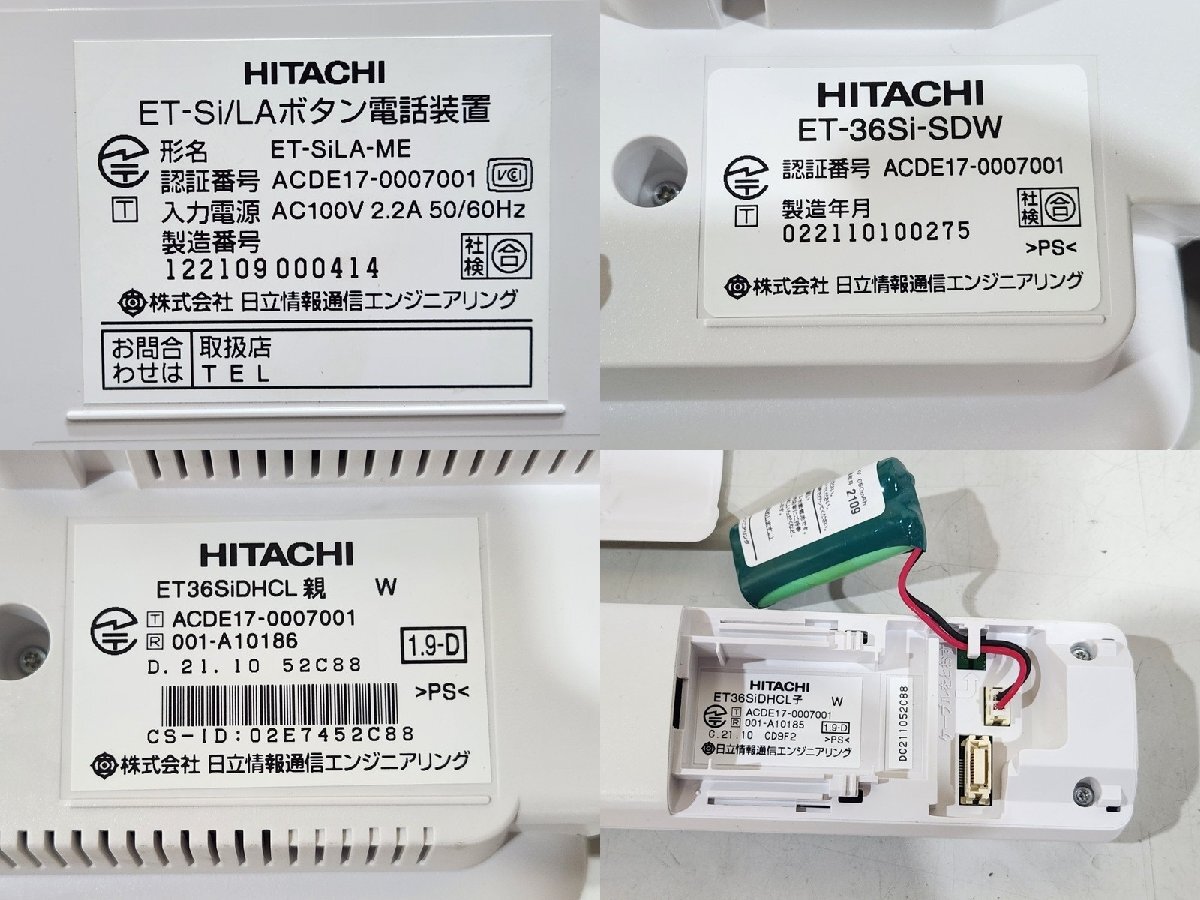 HITACHI
ET-Si/LAボタン電話装置
形名 ET-SiLA-ME
認証番号 ACDE17-0007001 VCI
T 入力電源 AC100V 2.2A 50/60Hz
製造番号
122109 000414
社検 合
株式会社 日立情報通信エンジニアリング
お問合わせは 取扱店
TEL
HITACHI
ET-36Si-SDW
認証番号 ACDE17-0007001
T 製造年月
022110100275
社検 合
>PS<
株式会社 日立情報通信エンジニアリング
HITACHI
ET36SiDHCL 親 W
T ACDE17-0007001
R 001-A10186
D. 21. 10 52C88
1.9-D
>PS<
CS-ID:02E7452C88
株式会社 日立情報通信エンジニアリング
2109
HITACHI
ET36SiDHCL子 W
T ACDE17-0007001
R 001-A10185
1.9-D
C. 21. 10 CD9F2
>PS<
株式会社 日立情報通信エンジニアリング
DC211052C88